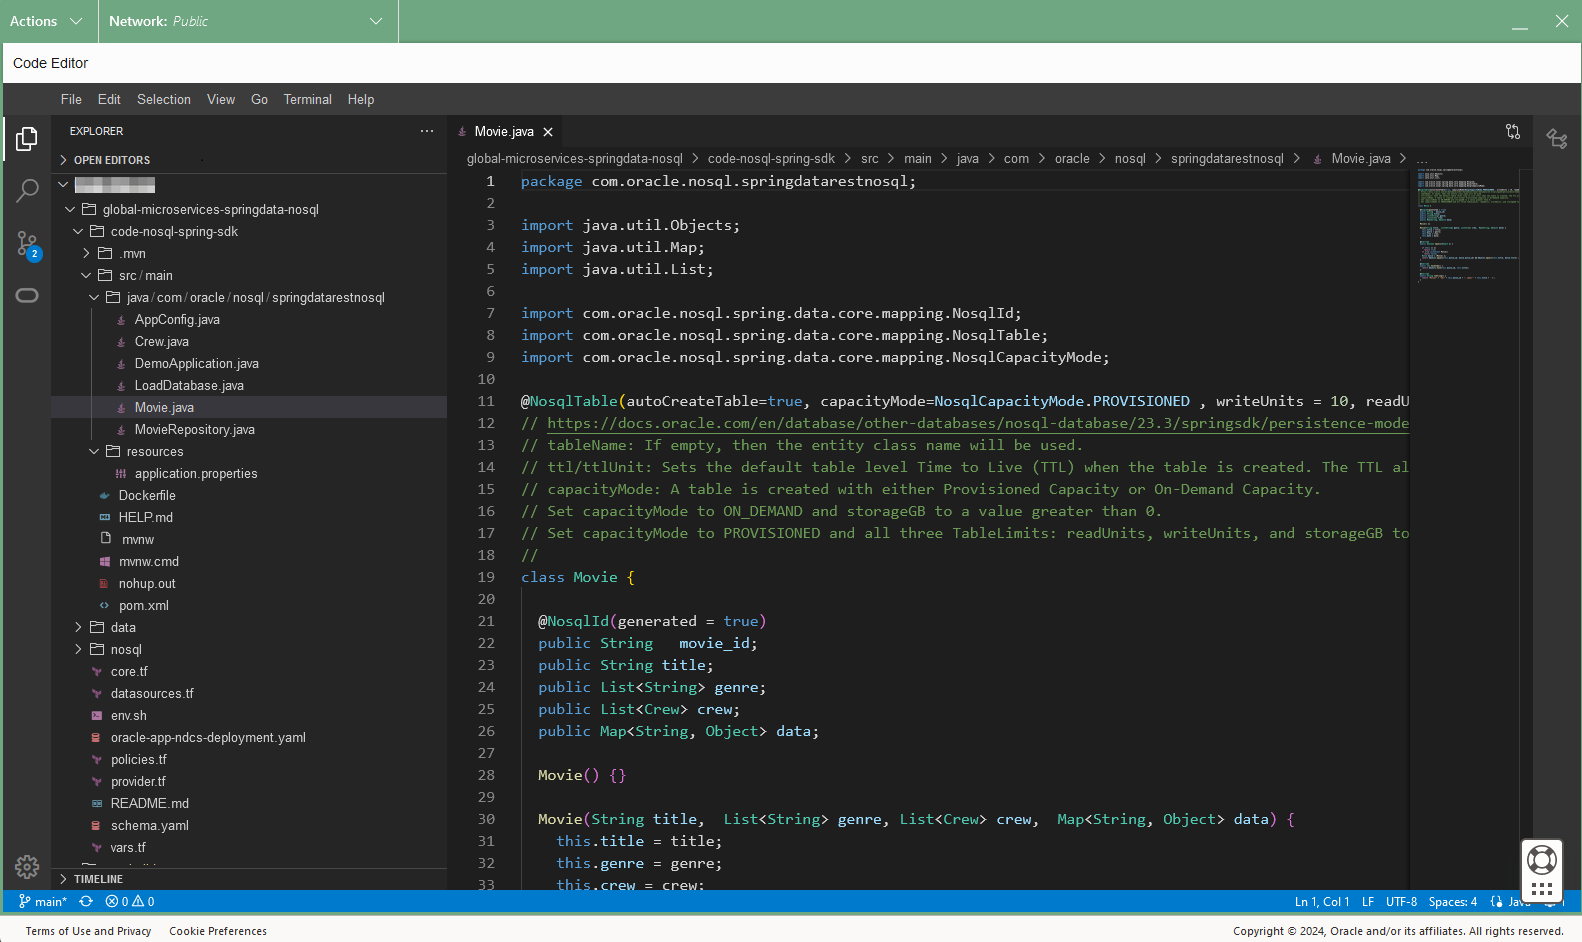 Actions
Network: Public
Code Editor
File Edit Selection View Go Terminal Help
EXPLORER
OPEN EDITORS
global-microservices-springdata-nosql
code-nosql-spring-sdk
.mvn
src / main
java / com / oracle / nosql / springdatarestnosql
AppConfig.java
Crew.java
DemoApplication.java
LoadDatabase.java
Movie.java
MovieRepository.java
resources
application.properties
Dockerfile
HELP.md
mvnw
mvnw.cmd
nohup.out
pom.xml
data
nosql
core.tf
datasources.tf
env.sh
oracle-app-ndcs-deployment.yaml
policies.tf
provider.tf
README.md
schema.yaml
vars.tf
TIMELINE
2
Movie.java
global-microservices-springdata-nosql > code-nosql-spring-sdk > src > main > java > com > oracle > nosql > springdatarestnosql > Movie.java > ...
1 package com.oracle.nosql.springdatarestnosql;
2
3 import java.util.Objects;
4 import java.util.Map;
5 import java.util.List;
6
7 import com.oracle.nosql.spring.data.core.mapping.NosqlId;
8 import com.oracle.nosql.spring.data.core.mapping.NosqlTable;
9 import com.oracle.nosql.spring.data.core.mapping.NosqlCapacityMode;
10
11 @NosqlTable(autoCreateTable=true, capacityMode=NosqlCapacityMode.PROVISIONED , writeUnits = 10, readU
12 // https://docs.oracle.com/en/database/other-databases/nosql-database/23.3/springsdk/persistence-mode
13 // tableName: If empty, then the entity class name will be used.
14 // ttl/ttlUnit: Sets the default table level Time to Live (TTL) when the table is created. The TTL al
15 // capacityMode: A table is created with either Provisioned Capacity or On-Demand Capacity.
16 // Set capacityMode to ON_DEMAND and storageGB to a value greater than 0.
17 // Set capacityMode to PROVISIONED and all three TableLimits: readUnits, writeUnits, and storageGB to
18 //
19 class Movie {
20
21 @NosqlId(generated = true)
22 public String movie_id;
23 public String title;
24 public List<String> genre;
25 public List<Crew> crew;
26 public Map<String, Object> data;
27
28 Movie() {}
29
30 Movie(String title, List<String> genre, List<Crew> crew, Map<String, Object> data) {
31 this.title = title;
32 this.genre = genre;
33 this.crew = crew;
main* 0 0
Ln 1, Col 1 LF UTF-8 Spaces: 4 Java 1
Terms of Use and Privacy Cookie Preferences
Copyright © 2024, Oracle and/or its affiliates. All rights reserved.